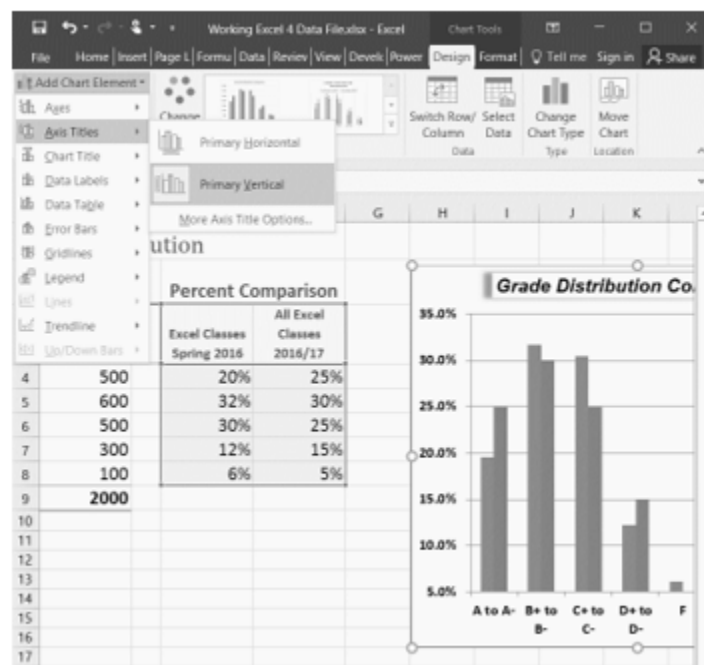 Working Excel 4 Data File.xlsx - Excel
Chart Tools
File Home Insert Page L Formu Data Review View Develc Power Design Format Tell me Sign in Share
Add Chart Element
Axes
Axis Titles
Chart Title
Data Labels
Data Table
Error Bars
Gridlines
Legend
Lines
Trendline
Up/Down Bars
Primary Horizontal
Primary Vertical
More Axis Title Options...
Change
Switch Row/
Column
Select
Data
Change
Chart Type
Move
Chart
Data Type Location
G H I J K
ution
Percent Comparison
Excel Classes
Spring 2016
All Excel
Classes
2016/17
4 500 20% 25%
5 600 32% 30%
6 500 30% 25%
7 300 12% 15%
8 100 6% 5%
9 2000
10
11
12
13
14
15
16
17
Grade Distribution Co
35.0%
30.0%
25.0%
20.0%
15.0%
10.0%
5.0%
A to A- B+ to C+ to D+ to F
B- C- D-